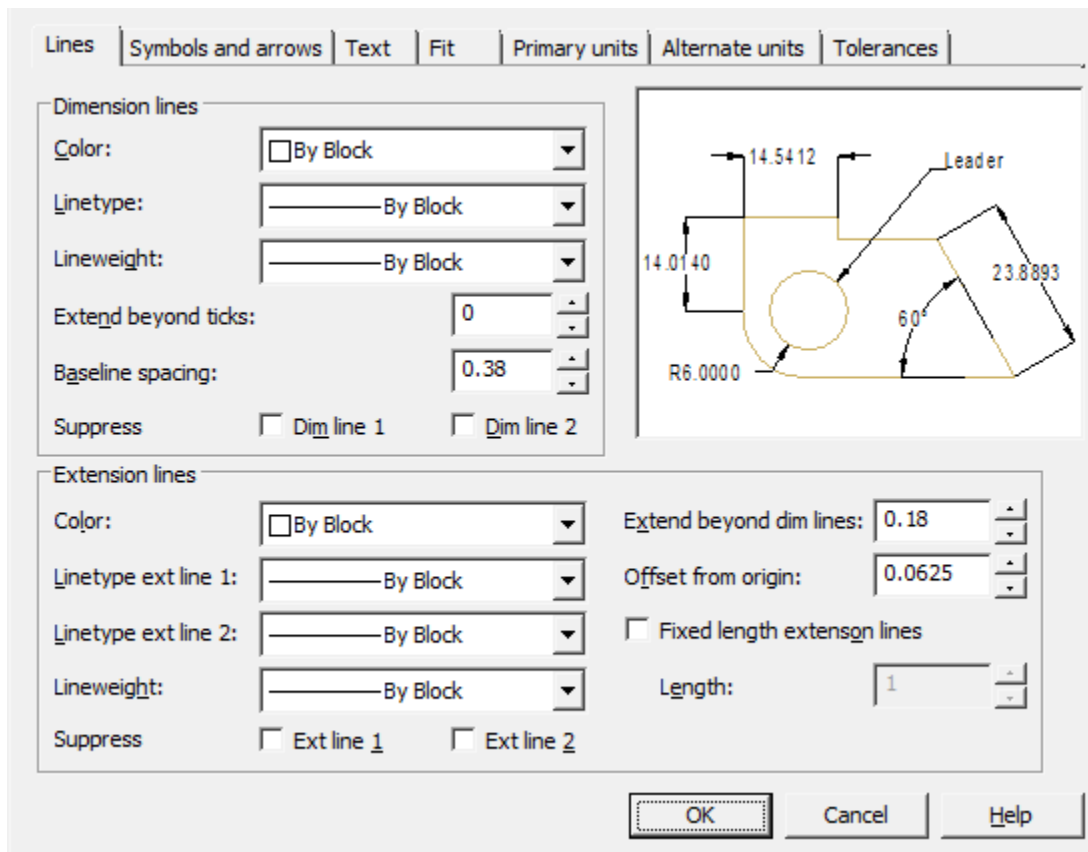 Lines Symbols and arrows Text Fit Primary units Alternate units Tolerances
Dimension lines
Color: By Block
Linetype: By Block
Lineweight: By Block
Extend beyond ticks: 0
Baseline spacing: 0.38
Suppress Dim line 1 Dim line 2
14.5412
Leader
14.0140
23.8893
60°
R6.0000
Extension lines
Color: By Block
Linetype ext line 1: By Block
Linetype ext line 2: By Block
Lineweight: By Block
Suppress Ext line 1 Ext line 2
Extend beyond dim lines: 0.18
Offset from origin: 0.0625
Fixed length extenson lines
Length: 1
OK Cancel Help